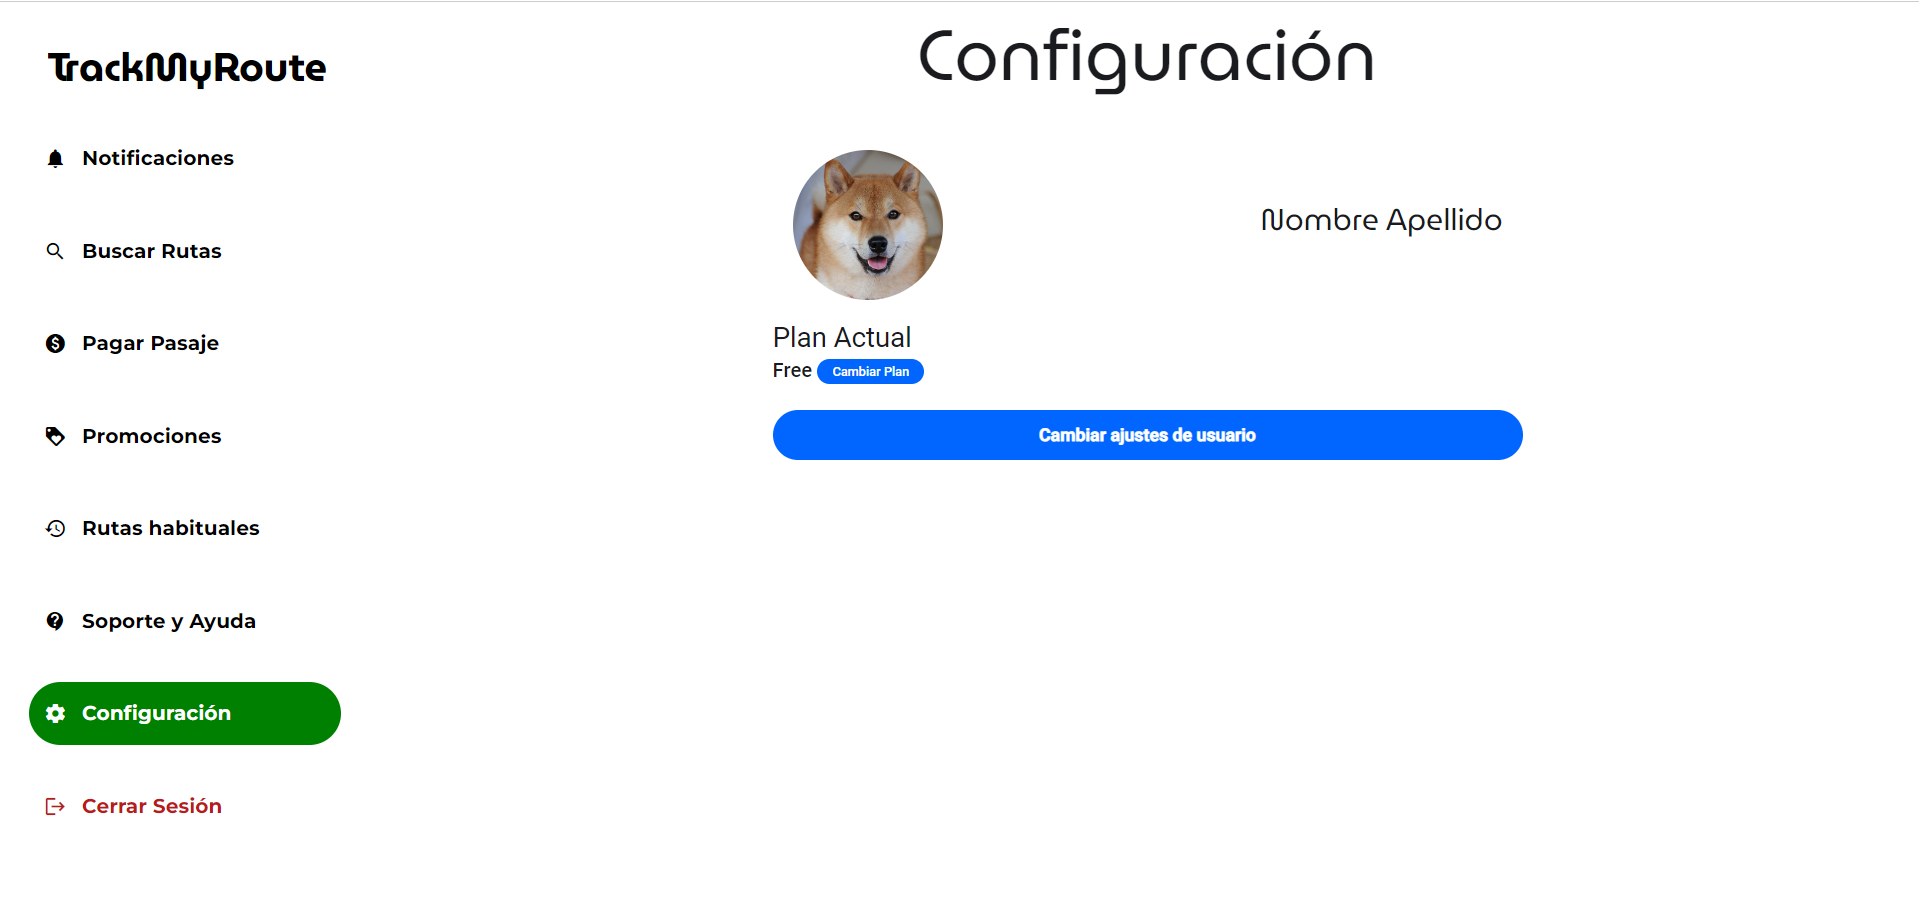 TrackMyRoute
Notificaciones
Buscar Rutas
Pagar Pasaje
Promociones
Rutas habituales
Soporte y Ayuda
Configuración
Cerrar Sesión
Configuración
Nombre Apellido
Plan Actual
Free Cambiar Plan
Cambiar ajustes de usuario